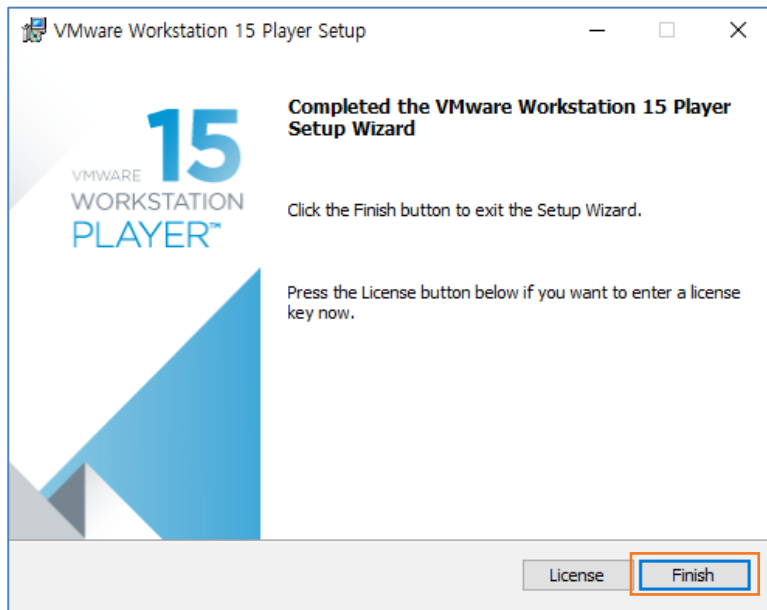 VMware Workstation 15 Player Setup
15
VMWARE
WORKSTATION
PLAYER™
Completed the VMware Workstation 15 Player
Setup Wizard
Click the Finish button to exit the Setup Wizard.
Press the License button below if you want to enter a license
key now.
License
Finish